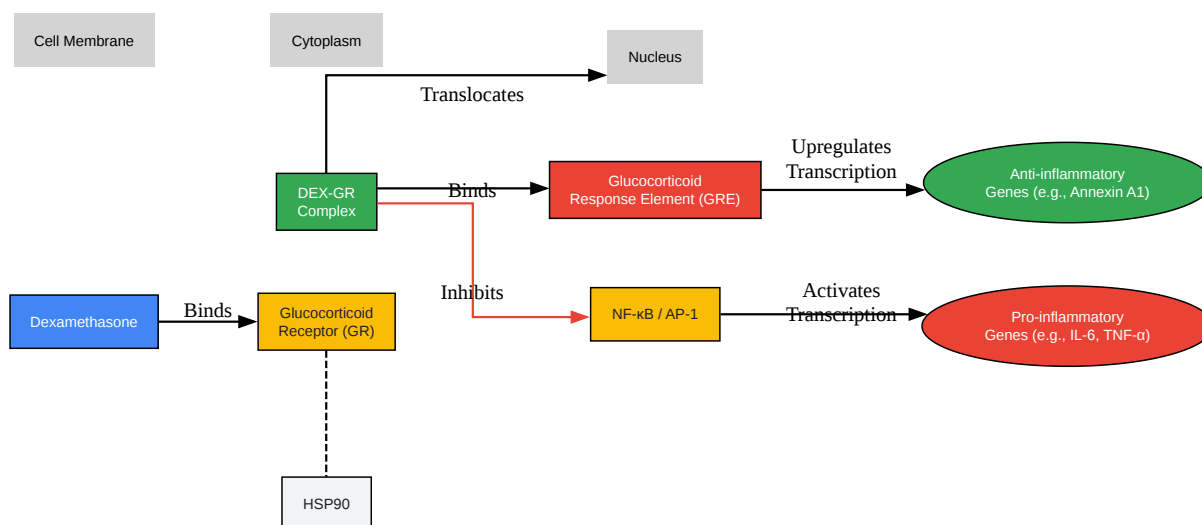 Cell Membrane
Cytoplasm
Nucleus
Translocates
DEX-GR
Complex
Binds
Glucocorticoid
Response Element (GRE)
Upregulates
Transcription
Anti-inflammatory
Genes (e.g., Annexin A1)
Dexamethasone
Binds
Glucocorticoid
Receptor (GR)
Inhibits
NF-κB / AP-1
Activates
Transcription
Pro-inflammatory
Genes (e.g., IL-6, TNF-α)
HSP90